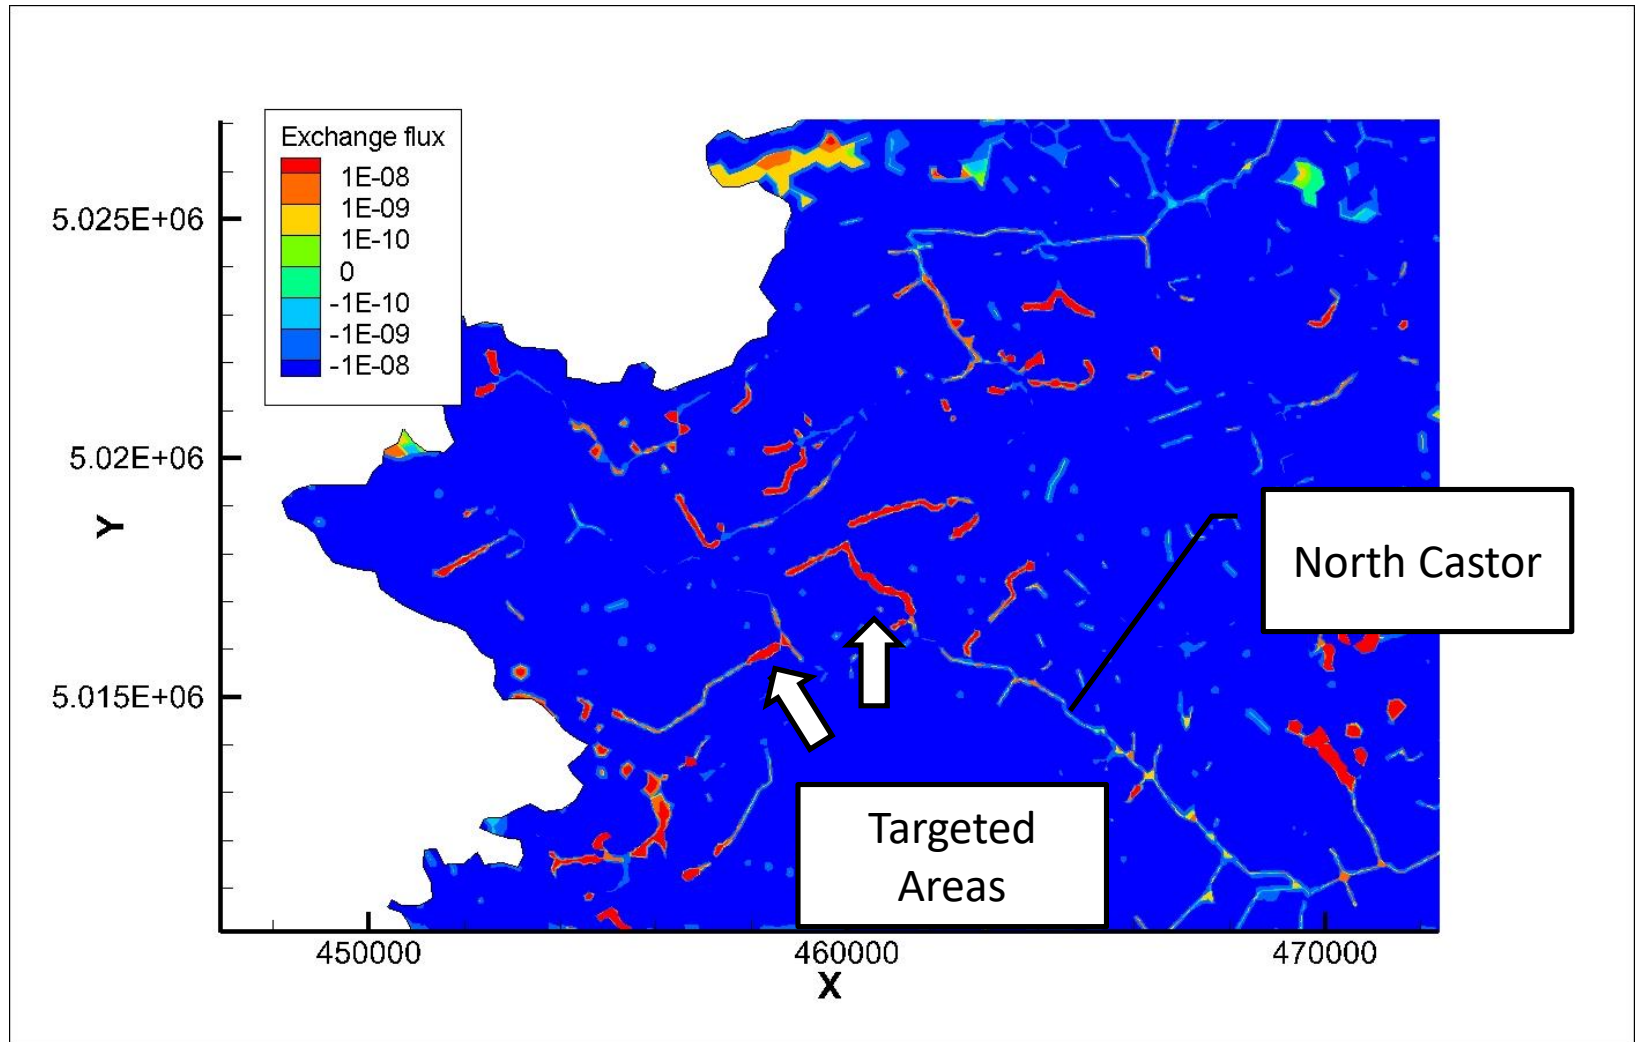 Exchange flux
1E-08
1E-09
1E-10
0
-1E-10
-1E-09
-1E-08
5.025E+06
5.02E+06
5.015E+06
Y
North Castor
Targeted
Areas
450000
460000
470000
X